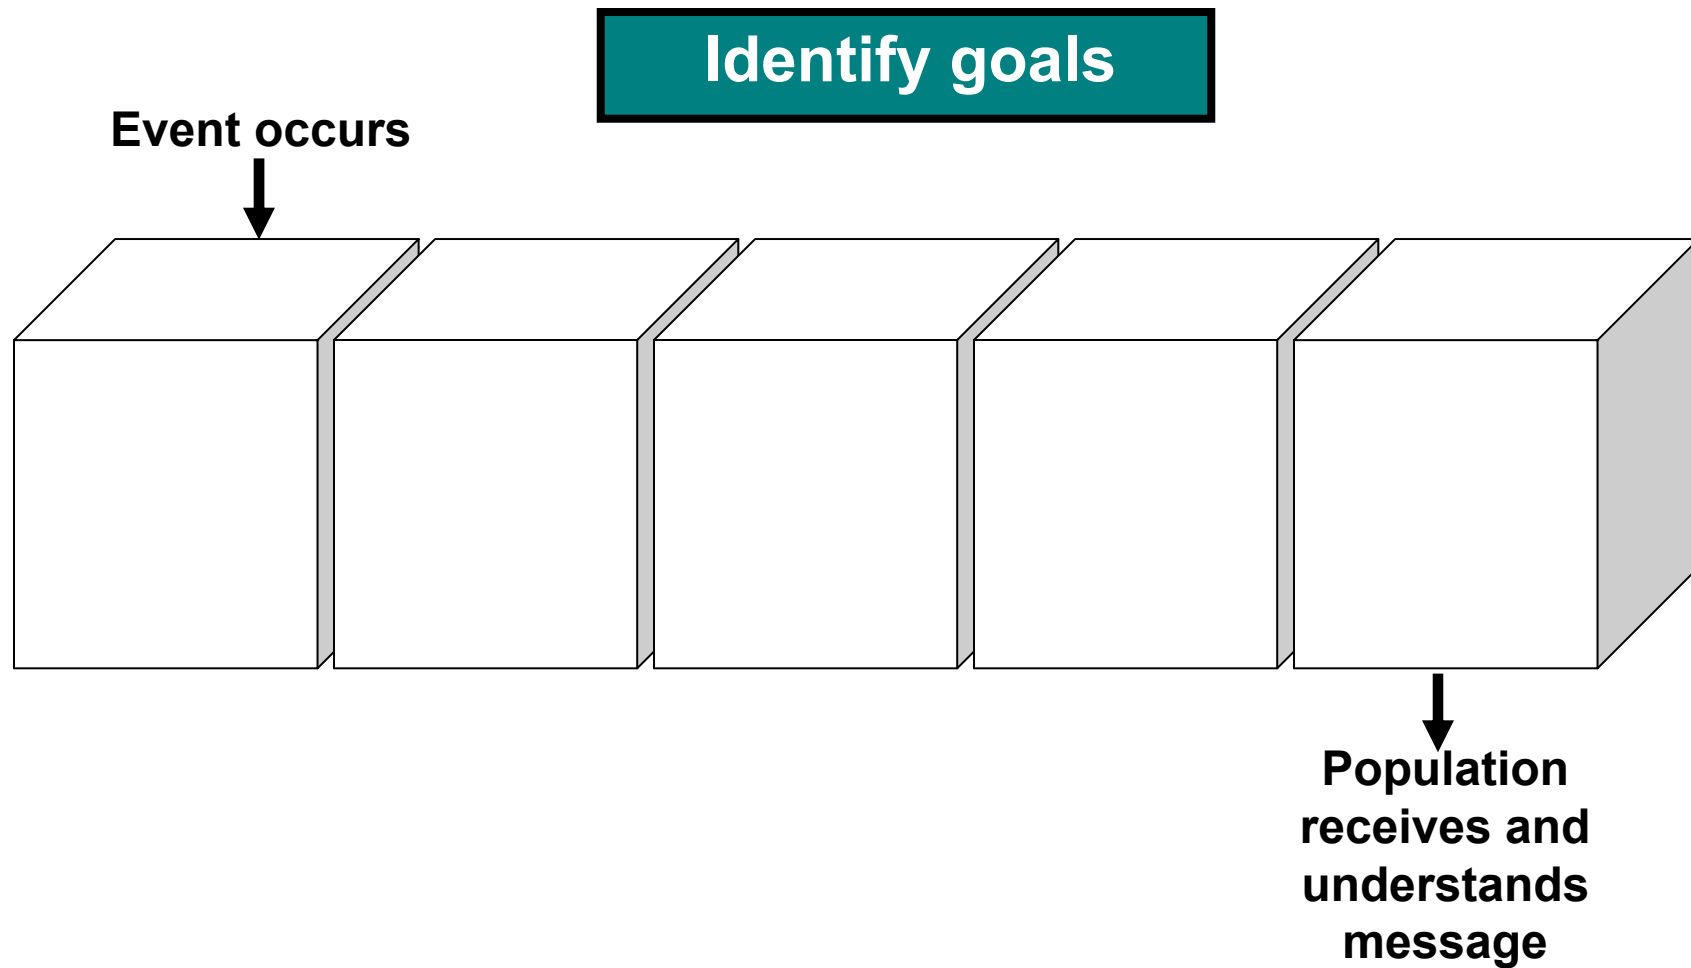 Identify goals
Event occurs
Population
receives and
understands
message